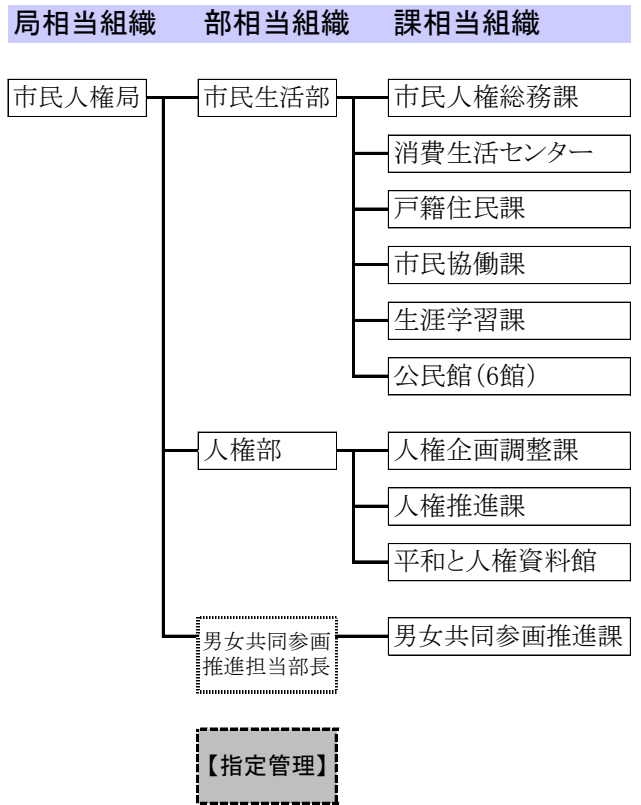 局相当組織 部相当組織 課相当組織
市民人権局 市民生活部 市民人権総務課
消費生活センター
戸籍住民課
市民協働課
生涯学習課
公民館(6館)
人権部 人権企画調整課
人権推進課
平和と人権資料館
男女共同参画 男女共同参画推進課
推進担当部長
【指定管理】